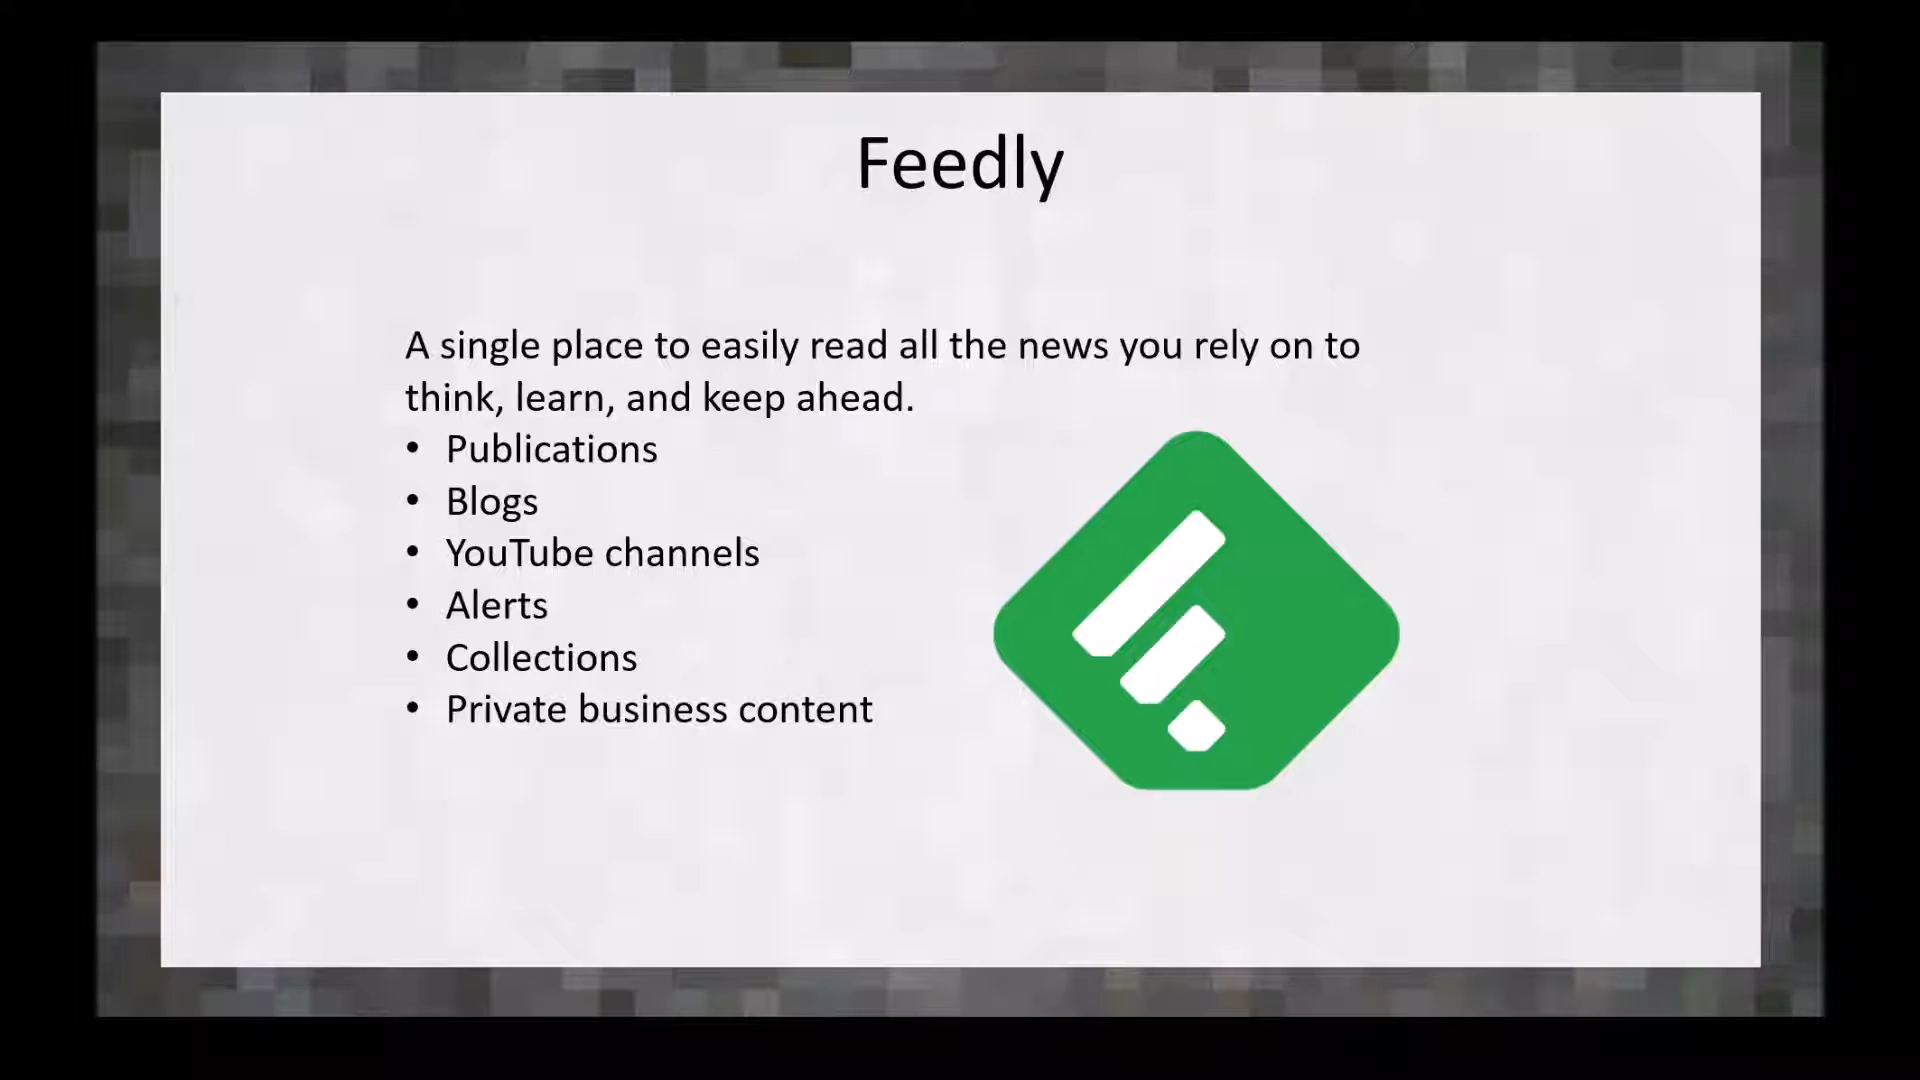 Feedly
A single place to easily read all the news you rely on to
think, learn, and keep ahead.
• Publications
• Blogs
• YouTube channels
• Alerts
• Collections
• Private business content